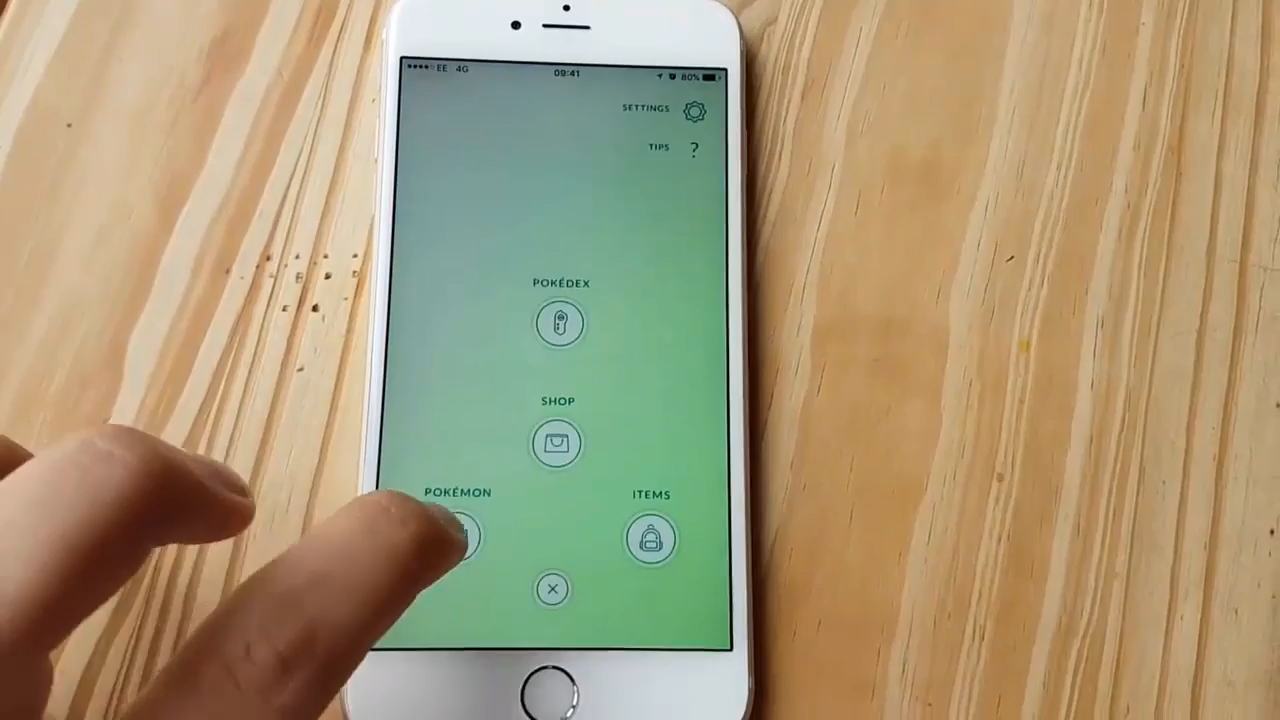 EE 4G 09:41 80%
SETTINGS
TIPS ?
POKÉDEX
SHOP
POKÉMON ITEMS